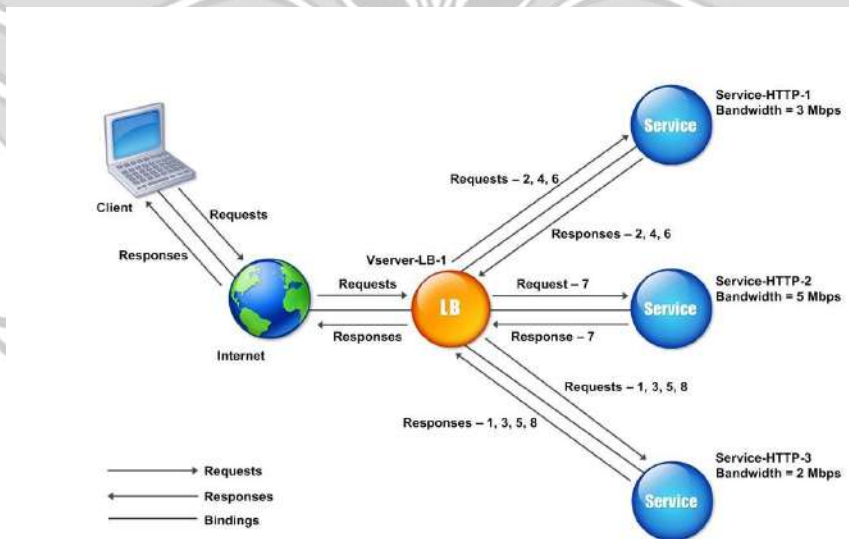 Service-HTTP-1
Bandwidth = 3 Mbps
Service
Requests – 2, 4, 6
Client
Requests
Responses – 2, 4, 6
Responses
Vserver-LB-1
Service-HTTP-2
Bandwidth = 5 Mbps
Requests
Request – 7
LB
Service
Responses
Response – 7
Internet
Requests – 1, 3, 5, 8
Responses – 1, 3, 5, 8
Service-HTTP-3
Bandwidth = 2 Mbps
Service
Requests
Responses
Bindings